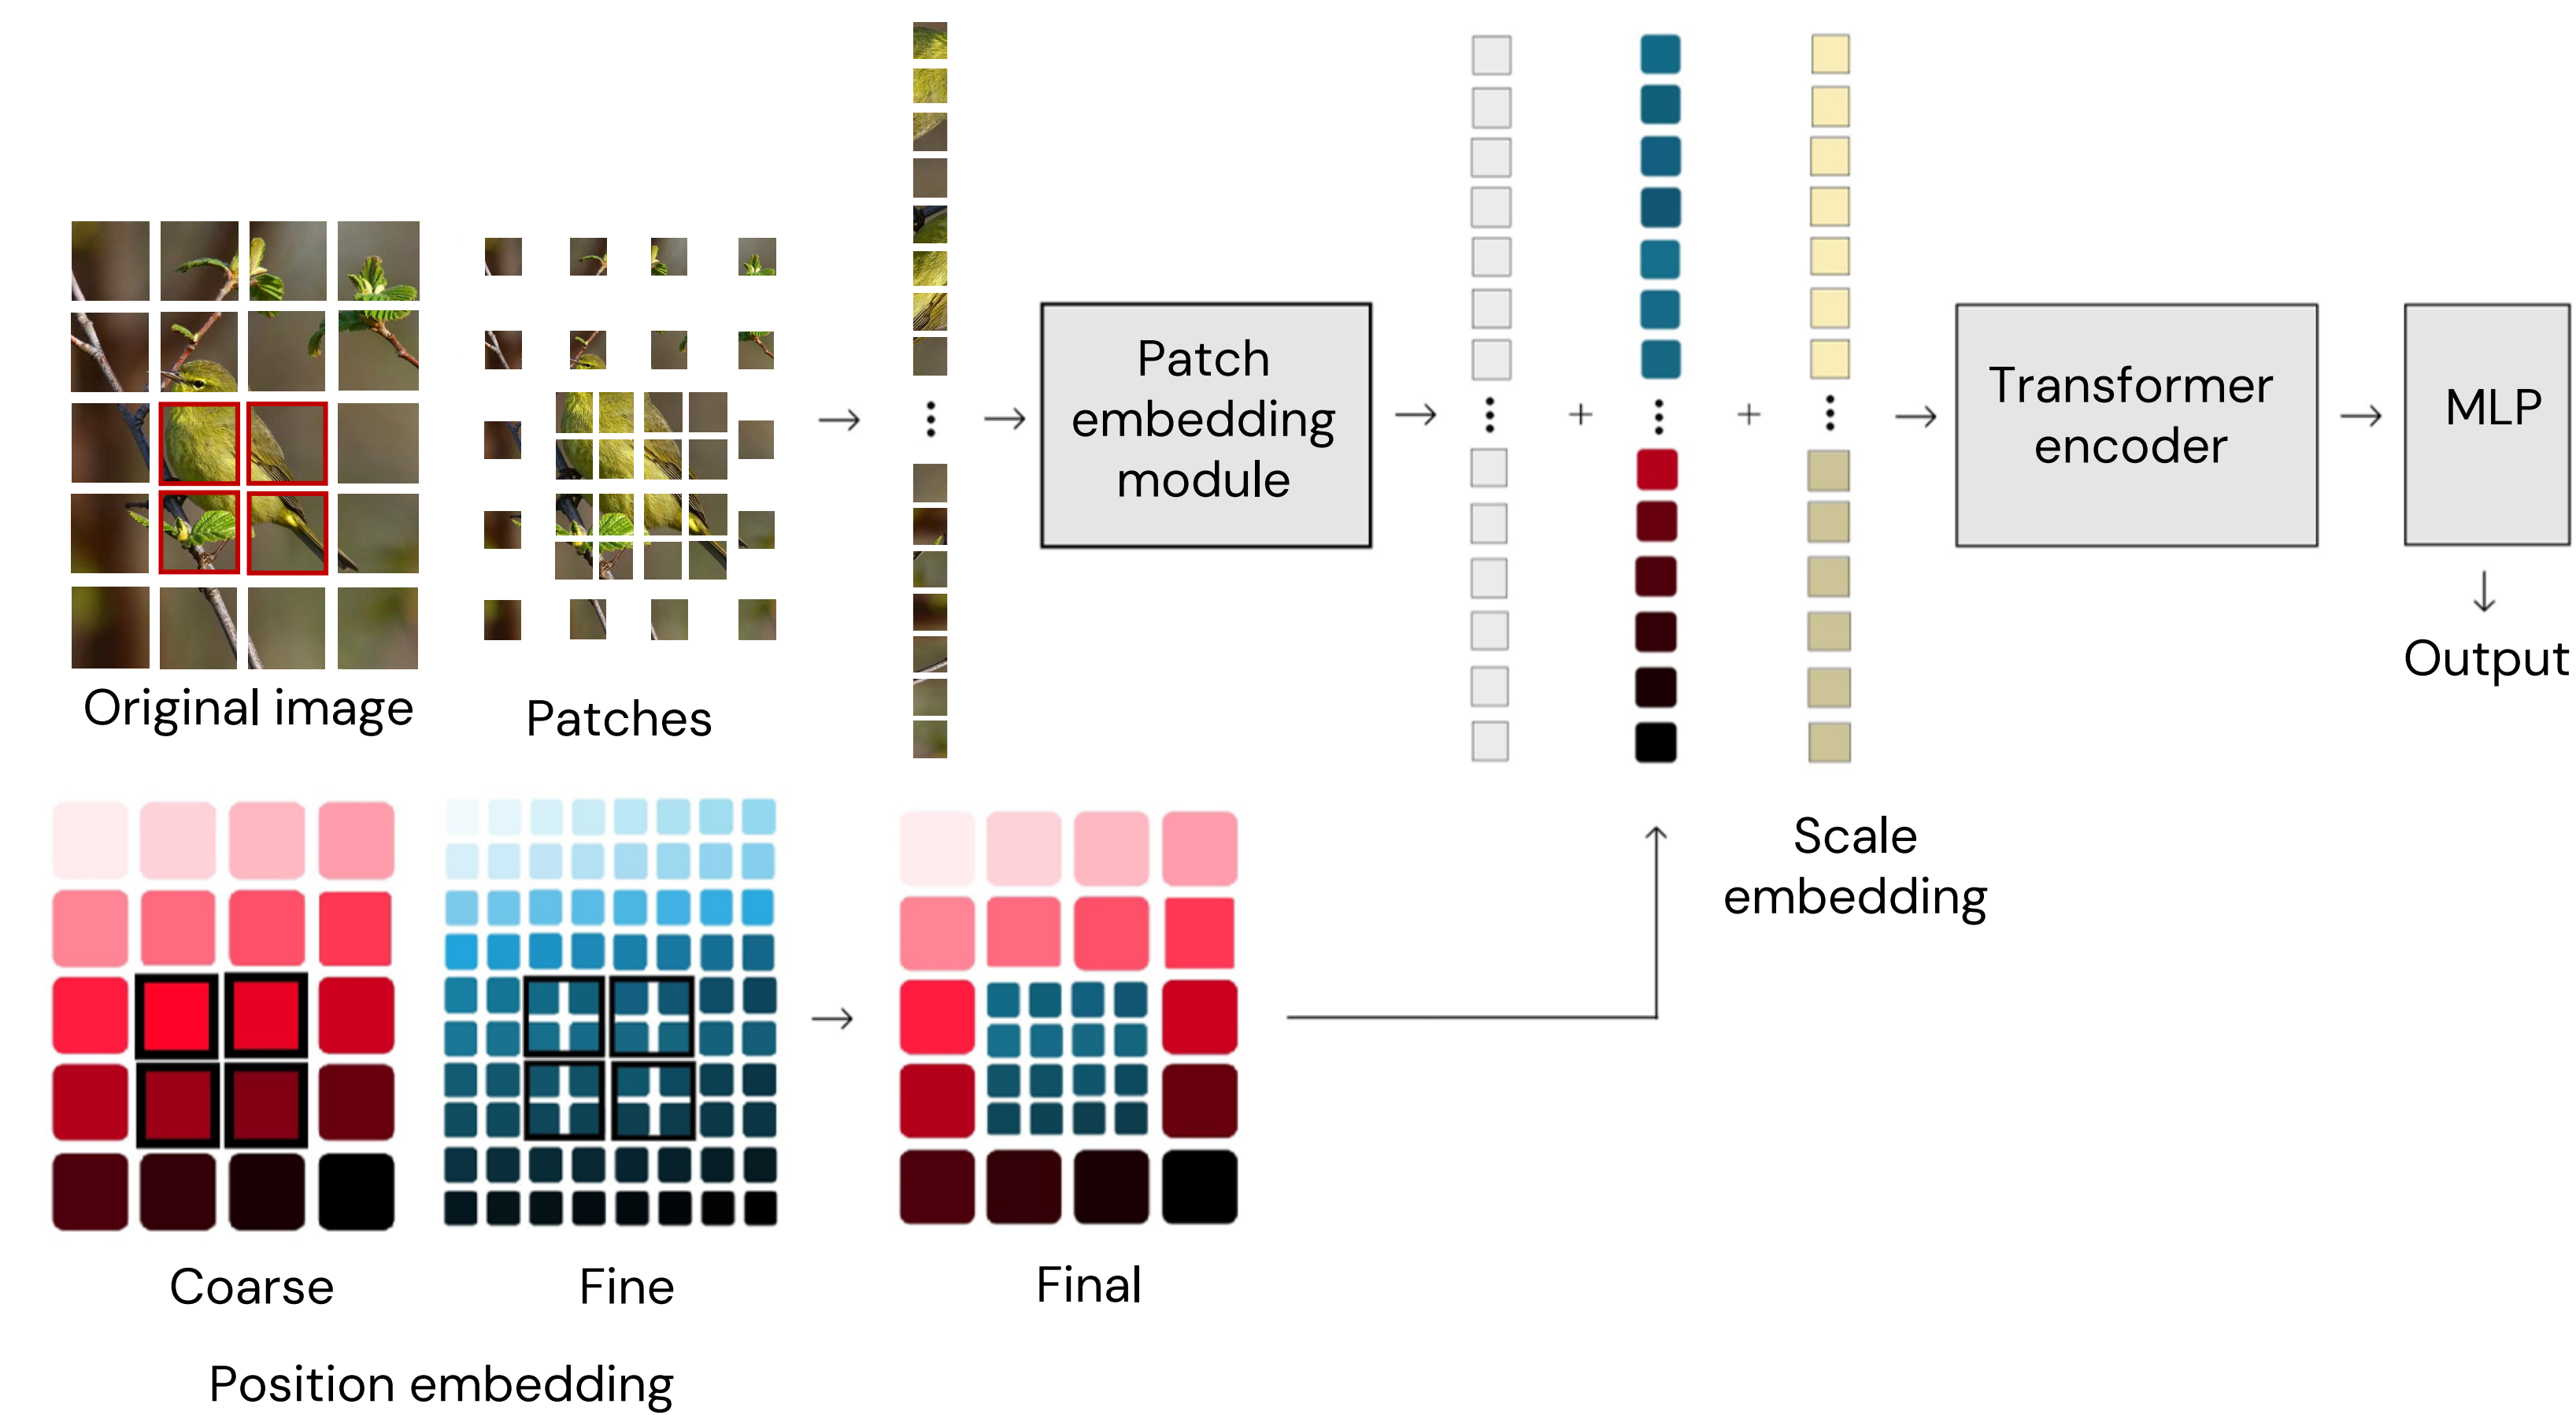 Original image
Patches
Patch
embedding
module
Transformer
encoder
MLP
Output
Scale
embedding
Coarse
Fine
Final
Position embedding